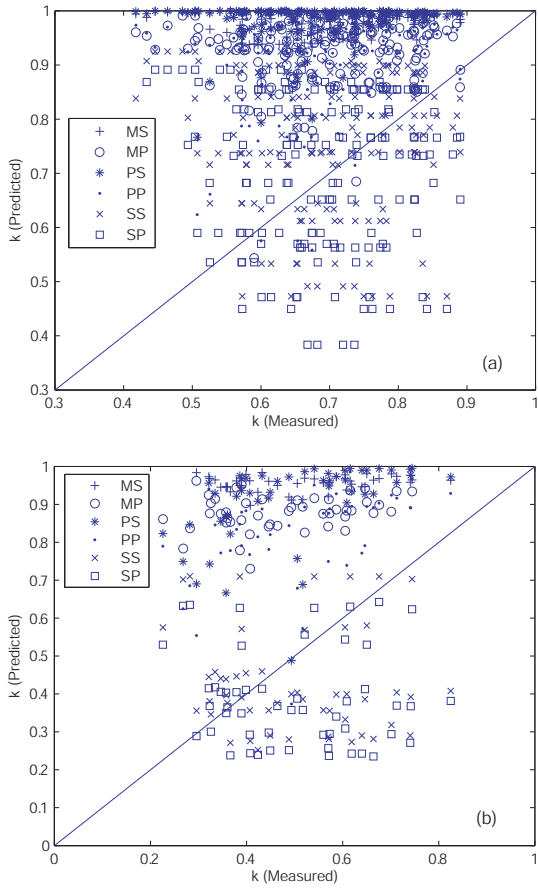 1
0.9
0.8
0.7
0.6
0.5
0.4
0.3
k (Predicted)
MS
MP
PS
PP
SS
SP
(a)
0.3 0.4 0.5 0.6 0.7 0.8 0.9 1
k (Measured)
1
0.9
0.8
0.7
0.6
0.5
0.4
0.3
0.2
0.1
0
k (Predicted)
MS
MP
PS
PP
SS
SP
(b)
0 0.2 0.4 0.6 0.8 1
k (Measured)